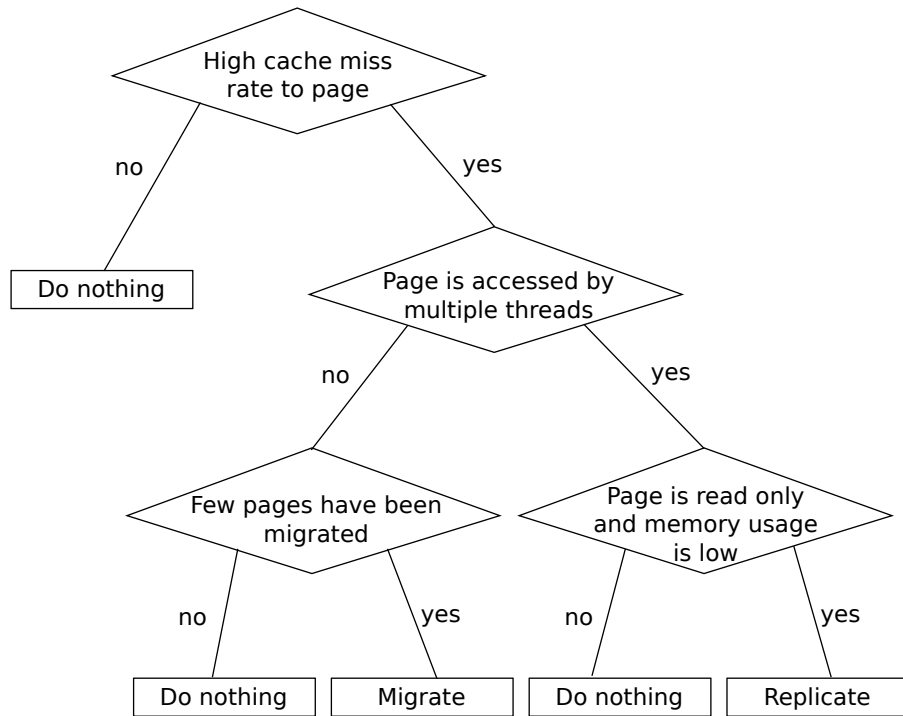 High cache miss
rate to page
no
yes
Do nothing
Page is accessed by
multiple threads
no
yes
Few pages have been
migrated
Page is read only
and memory usage
is low
no
yes
no
yes
Do nothing
Migrate
Do nothing
Replicate